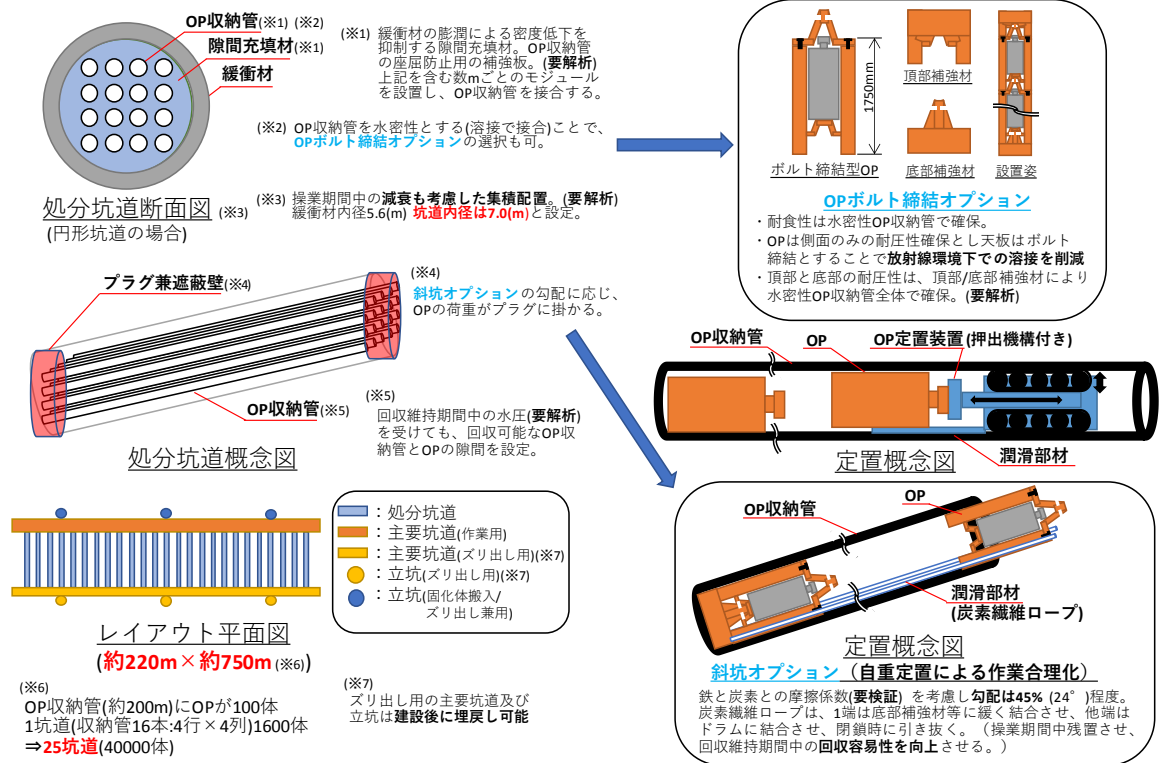 OP収納管(※1) (※2)
隙間充填材(※1)
緩衝材
処分坑道断面図 (※3)
(円形坑道の場合)
(※1) 緩衝材の膨潤による密度低下を
抑制する隙間充填材。OP収納管
の座屈防止用の補強板。(要解析)
上記を含む数mごとのモジュール
を設置し、OP収納管を接合する。
(※2) OP収納管を水密性とする(溶接で接合)ことで、
OPボルト締結オプションの選択も可。
(※3) 操業期間中の減衰も考慮した集積配置。(要解析)
緩衝材内径5.6(m) 坑道内径は7.0(m)と設定。
1750mm
ボルト締結型OP
頂部補強材
底部補強材
設置姿
OPボルト締結オプション
・耐食性は水密性OP収納管で確保。
・OPは側面のみの耐圧性確保とし天板はボルト
締結とすることで放射線環境下での溶接を削減
・頂部と底部の耐圧性は、頂部/底部補強材により
水密性OP収納管全体で確保。(要解析)
プラグ兼遮蔽壁(※4)
(※4)
斜坑オプションの勾配に応じ、
OPの荷重がプラグに掛かる。
OP収納管(※5)
(※5)
回収維持期間中の水圧(要解析)
を受けても、回収可能なOP収
納管とOPの隙間を設定。
処分坑道概念図
OP収納管
OP
OP定置装置(押出機構付き)
潤滑部材
定置概念図
：処分坑道
：主要坑道(作業用)
：主要坑道(ズリ出し用)(※7)
：立坑(ズリ出し用)(※7)
：立坑(固化体搬入/
ズリ出し兼用)
レイアウト平面図
(約220m×約750m (※6))
(※6)
OP収納管(約200m)にOPが100体
1坑道(収納管16本:4行×4列)1600体
⇒25坑道(40000体)
(※7)
ズリ出し用の主要坑道及び
立坑は建設後に埋戻し可能
OP収納管
OP
潤滑部材
(炭素繊維ロープ)
定置概念図
斜坑オプション（自重定置による作業合理化）
鉄と炭素との摩擦係数(要検証) を考慮し勾配は45% (24°)程度。
炭素繊維ロープは、1端は底部補強材等に緩く結合させ、他端は
ドラムに結合させ、閉鎖時に引き抜く。（操業期間中残置させ、
回収維持期間中の回収容易性を向上させる。）